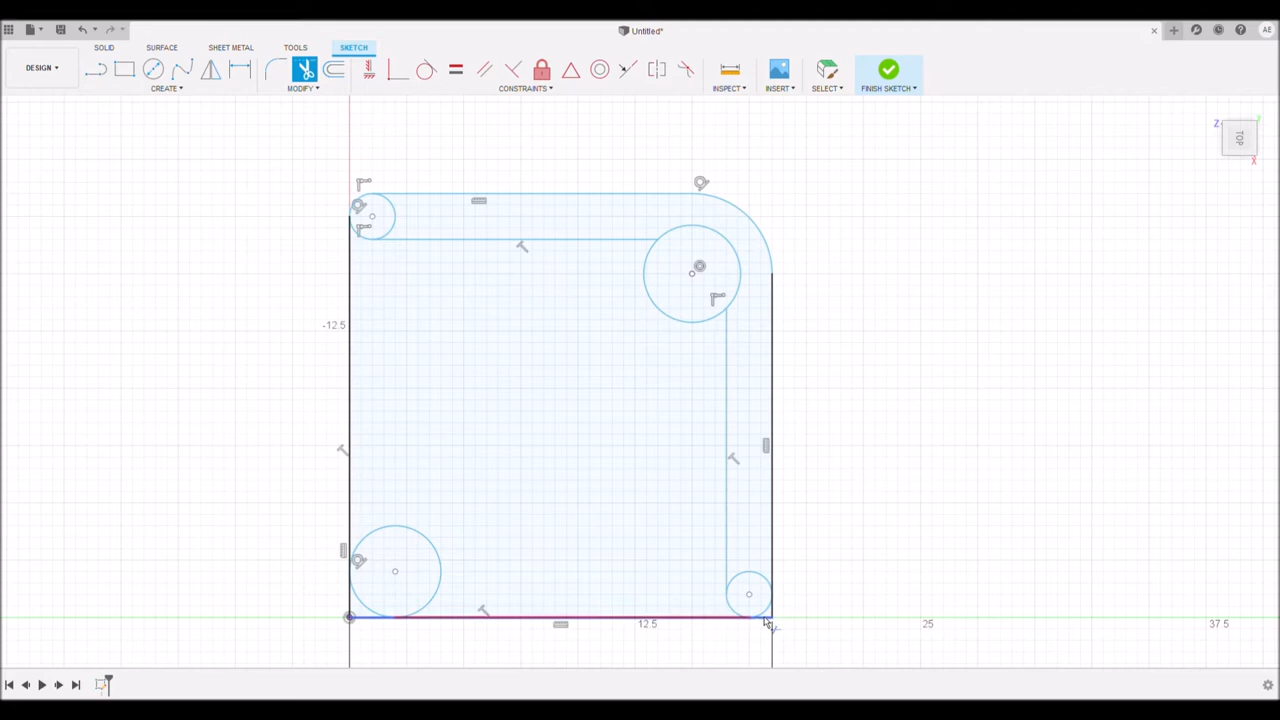 Untitled*
AE
SOLID SURFACE SHEET METAL TOOLS SKETCH
DESIGN
CREATE MODIFY CONSTRAINTS INSPECT INSERT SELECT FINISH SKETCH
Z
TOP
X
-12.5
12.5 25 37.5